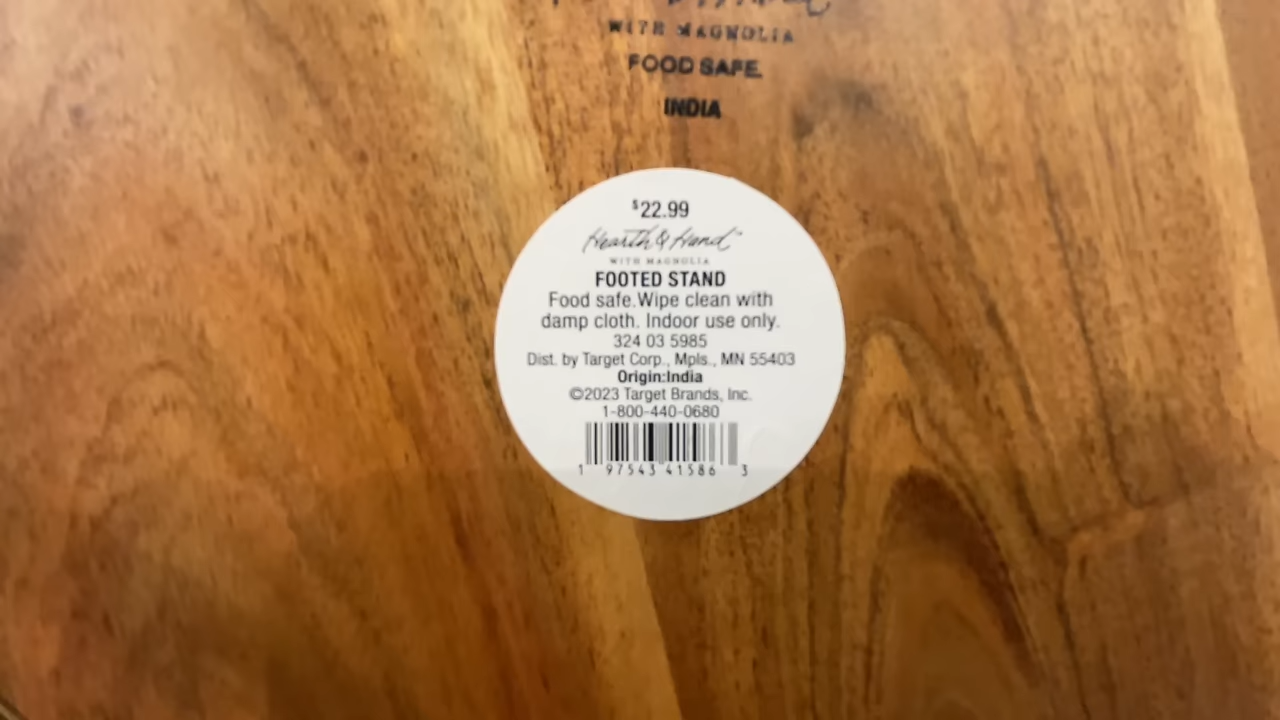 WITH MAGNOLIA
FOOD SAFE.
INDIA
$22.99
Hearth & Hand™
WITH MAGNOLIA
FOOTED STAND
Food safe.Wipe clean with
damp cloth. Indoor use only.
324 03 5985
Dist. by Target Corp., Mpls., MN 55403
Origin:India
©2023 Target Brands, Inc.
1-800-440-0680
1 97543 41586 3